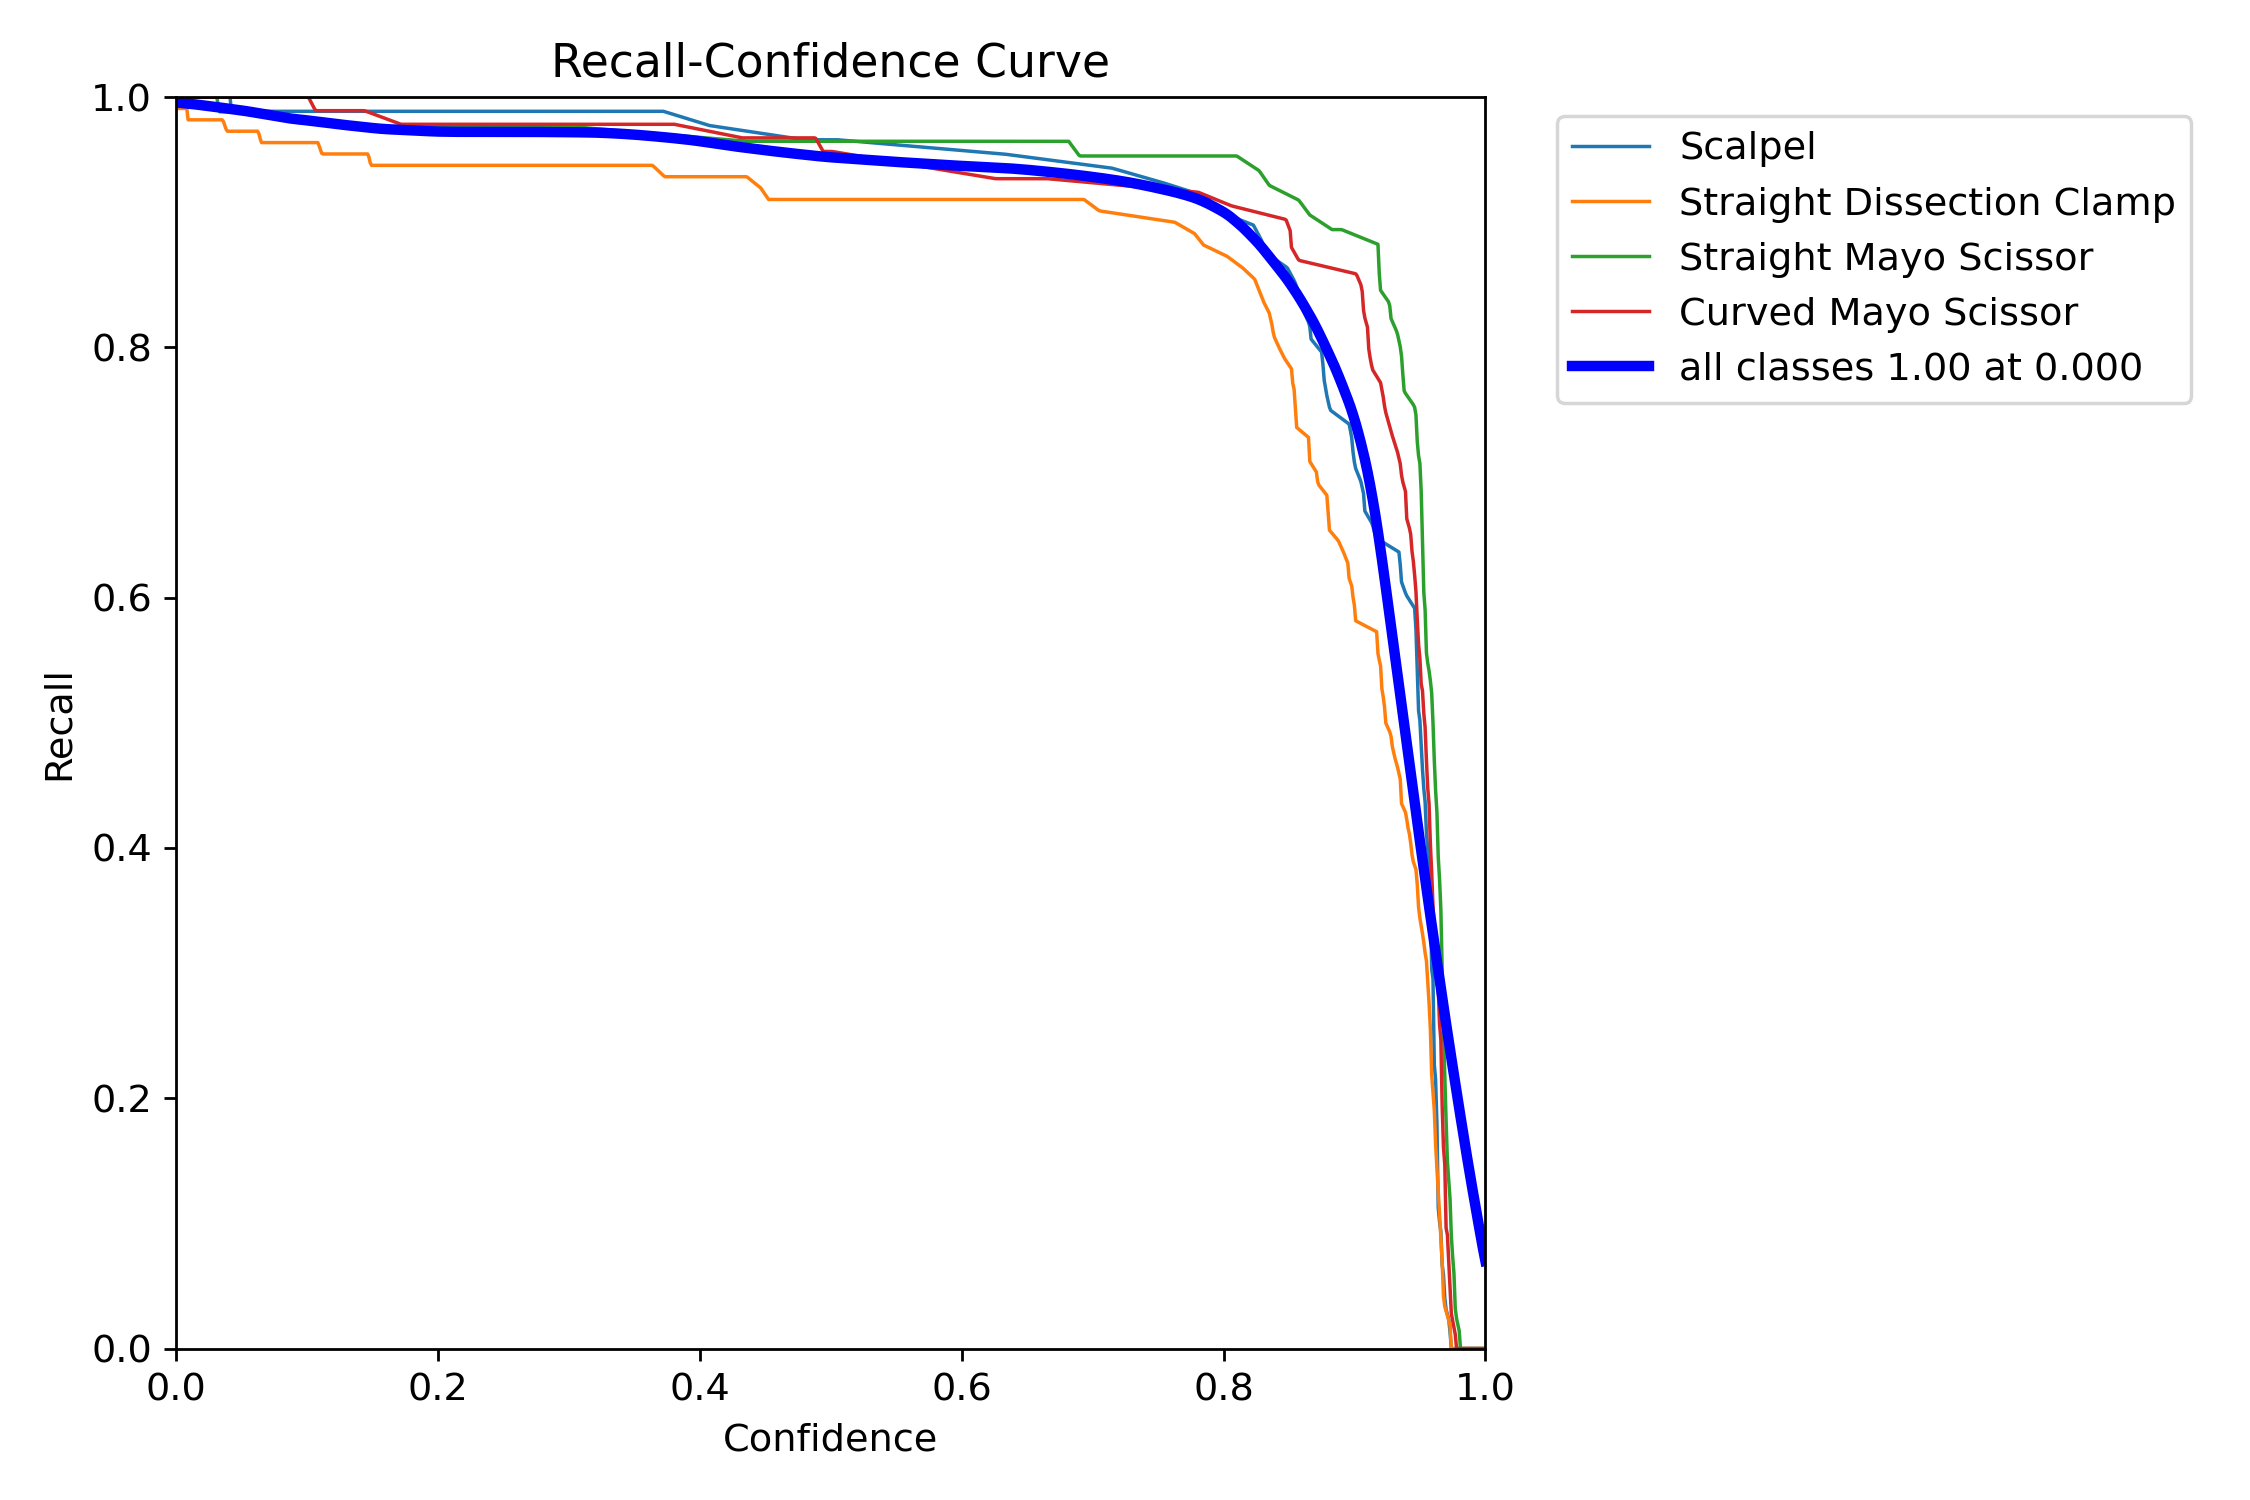 Recall-Confidence Curve
1.0
0.8
0.6
0.4
0.2
0.0
Recall
0.0 0.2 0.4 0.6 0.8 1.0
Confidence
Scalpel
Straight Dissection Clamp
Straight Mayo Scissor
Curved Mayo Scissor
all classes 1.00 at 0.000